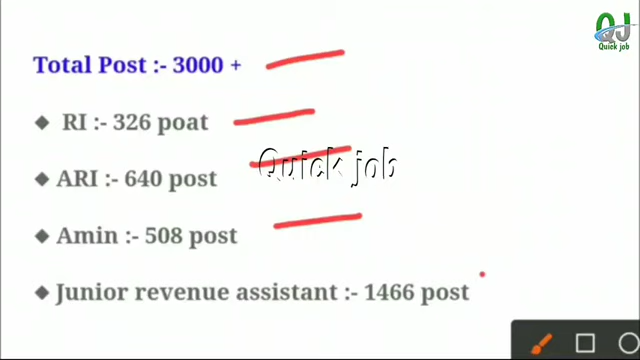 QJ
Quick job
Total Post :- 3000 +
◆ RI :- 326 poat
◆ ARI :- 640 post
Quick job
◆ Amin :- 508 post
◆ Junior revenue assistant :- 1466 post